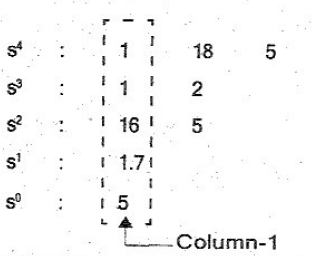 s⁴ : 1 18 5
s³ : 1 2
s² : 16 5
s¹ : 1.7
s⁰ : 5
Column-1